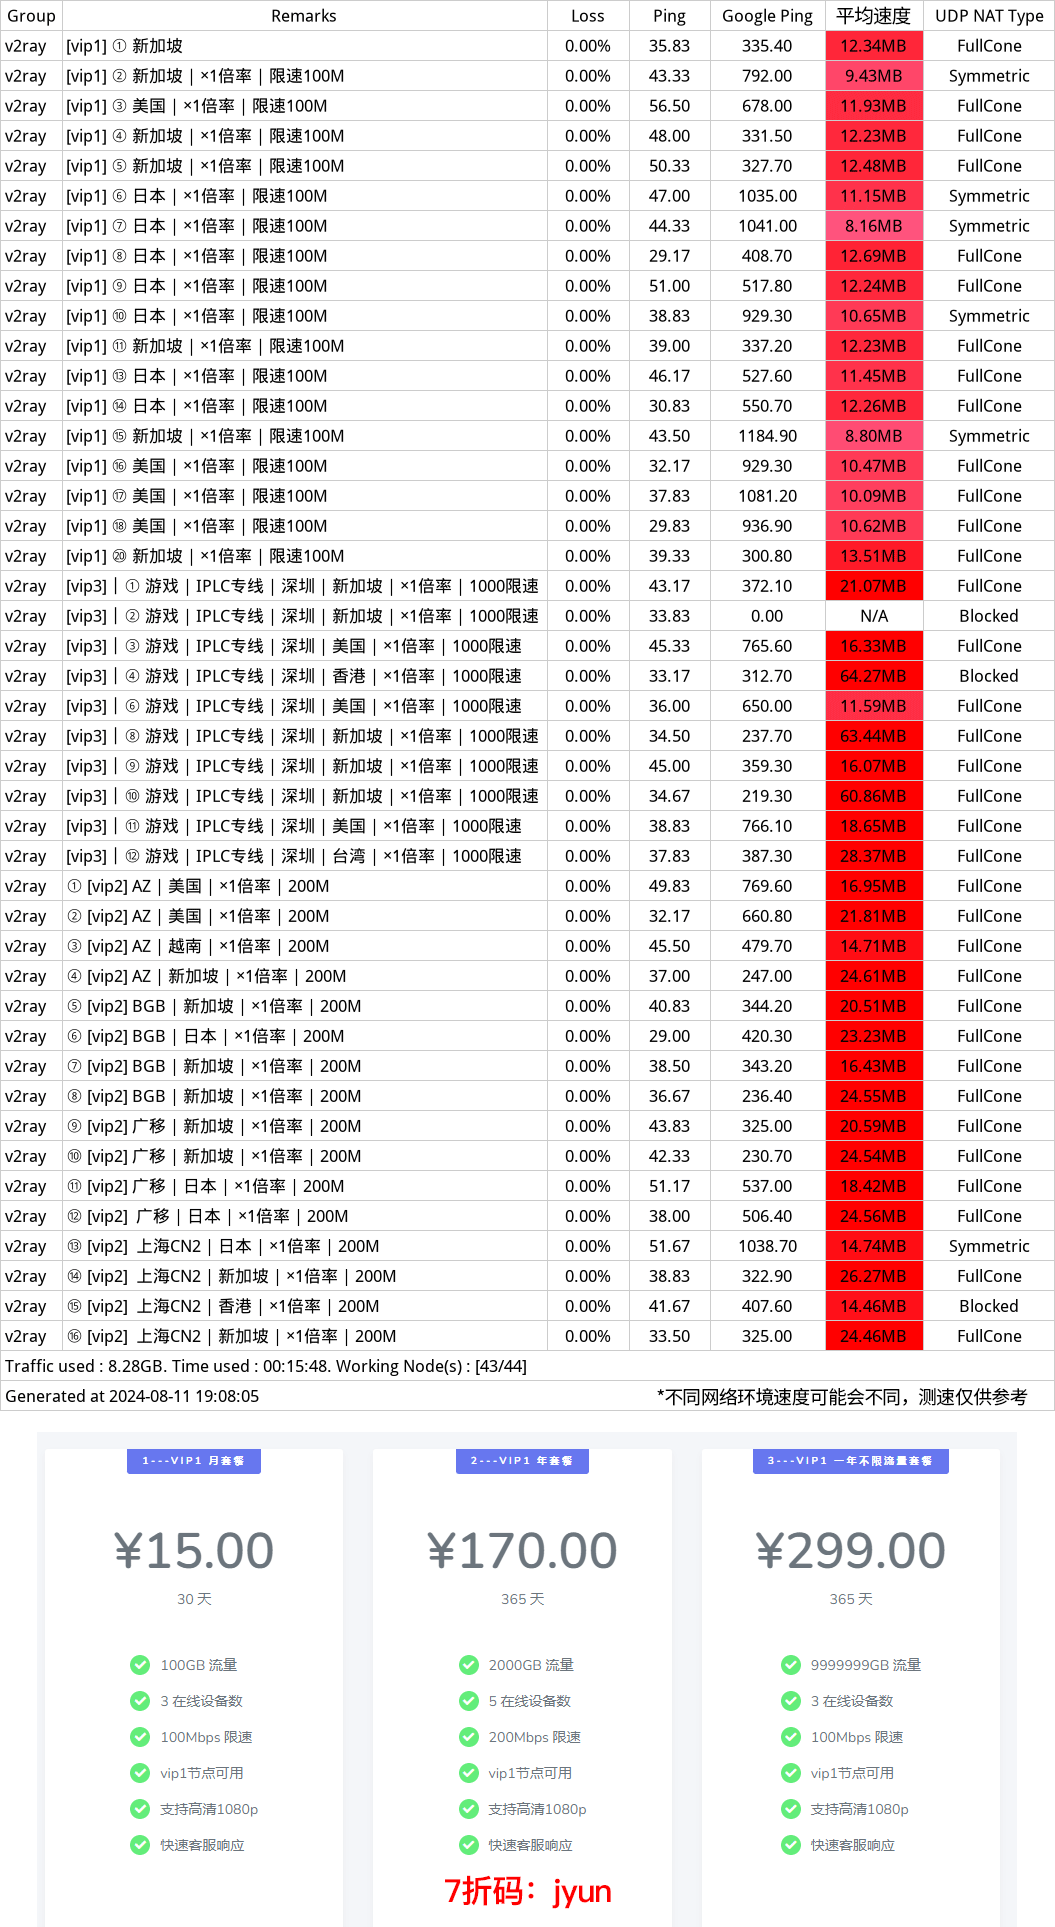 Group Remarks Loss Ping Google Ping 平均速度 UDP NAT Type
v2ray [vip1] ① 新加坡 0.00% 35.83 335.40 12.34MB FullCone
v2ray [vip1] ② 新加坡 | ×1倍率 | 限速100M 0.00% 43.33 792.00 9.43MB Symmetric
v2ray [vip1] ③ 美国 | ×1倍率 | 限速100M 0.00% 56.50 678.00 11.93MB FullCone
v2ray [vip1] ④ 新加坡 | ×1倍率 | 限速100M 0.00% 48.00 331.50 12.23MB FullCone
v2ray [vip1] ⑤ 新加坡 | ×1倍率 | 限速100M 0.00% 50.33 327.70 12.48MB FullCone
v2ray [vip1] ⑥ 日本 | ×1倍率 | 限速100M 0.00% 47.00 1035.00 11.15MB Symmetric
v2ray [vip1] ⑦ 日本 | ×1倍率 | 限速100M 0.00% 44.33 1041.00 8.16MB Symmetric
v2ray [vip1] ⑧ 日本 | ×1倍率 | 限速100M 0.00% 29.17 408.70 12.69MB FullCone
v2ray [vip1] ⑨ 日本 | ×1倍率 | 限速100M 0.00% 51.00 517.80 12.24MB FullCone
v2ray [vip1] ⑩ 日本 | ×1倍率 | 限速100M 0.00% 38.83 929.30 10.65MB Symmetric
v2ray [vip1] ⑪ 新加坡 | ×1倍率 | 限速100M 0.00% 39.00 337.20 12.23MB FullCone
v2ray [vip1] ⑬ 日本 | ×1倍率 | 限速100M 0.00% 46.17 527.60 11.45MB FullCone
v2ray [vip1] ⑭ 日本 | ×1倍率 | 限速100M 0.00% 30.83 550.70 12.26MB FullCone
v2ray [vip1] ⑮ 新加坡 | ×1倍率 | 限速100M 0.00% 43.50 1184.90 8.80MB Symmetric
v2ray [vip1] ⑯ 美国 | ×1倍率 | 限速100M 0.00% 32.17 929.30 10.47MB FullCone
v2ray [vip1] ⑰ 美国 | ×1倍率 | 限速100M 0.00% 37.83 1081.20 10.09MB FullCone
v2ray [vip1] ⑱ 美国 | ×1倍率 | 限速100M 0.00% 29.83 936.90 10.62MB FullCone
v2ray [vip1] ⑳ 新加坡 | ×1倍率 | 限速100M 0.00% 39.33 300.80 13.51MB FullCone
v2ray [vip3] | ① 游戏 | IPLC专线 | 深圳 | 新加坡 | ×1倍率 | 1000限速 0.00% 43.17 372.10 21.07MB FullCone
v2ray [vip3] | ② 游戏 | IPLC专线 | 深圳 | 新加坡 | ×1倍率 | 1000限速 0.00% 33.83 0.00 N/A Blocked
v2ray [vip3] | ③ 游戏 | IPLC专线 | 深圳 | 美国 | ×1倍率 | 1000限速 0.00% 45.33 765.60 16.33MB FullCone
v2ray [vip3] | ④ 游戏 | IPLC专线 | 深圳 | 香港 | ×1倍率 | 1000限速 0.00% 33.17 312.70 64.27MB Blocked
v2ray [vip3] | ⑥ 游戏 | IPLC专线 | 深圳 | 美国 | ×1倍率 | 1000限速 0.00% 36.00 650.00 11.59MB FullCone
v2ray [vip3] | ⑧ 游戏 | IPLC专线 | 深圳 | 新加坡 | ×1倍率 | 1000限速 0.00% 34.50 237.70 63.44MB FullCone
v2ray [vip3] | ⑨ 游戏 | IPLC专线 | 深圳 | 新加坡 | ×1倍率 | 1000限速 0.00% 45.00 359.30 16.07MB FullCone
v2ray [vip3] | ⑩ 游戏 | IPLC专线 | 深圳 | 新加坡 | ×1倍率 | 1000限速 0.00% 34.67 219.30 60.86MB FullCone
v2ray [vip3] | ⑪ 游戏 | IPLC专线 | 深圳 | 美国 | ×1倍率 | 1000限速 0.00% 38.83 766.10 18.65MB FullCone
v2ray [vip3] | ⑫ 游戏 | IPLC专线 | 深圳 | 台湾 | ×1倍率 | 1000限速 0.00% 37.83 387.30 28.37MB FullCone
v2ray ① [vip2] AZ | 美国 | ×1倍率 | 200M 0.00% 49.83 769.60 16.95MB FullCone
v2ray ② [vip2] AZ | 美国 | ×1倍率 | 200M 0.00% 32.17 660.80 21.81MB FullCone
v2ray ③ [vip2] AZ | 越南 | ×1倍率 | 200M 0.00% 45.50 479.70 14.71MB FullCone
v2ray ④ [vip2] AZ | 新加坡 | ×1倍率 | 200M 0.00% 37.00 247.00 24.61MB FullCone
v2ray ⑤ [vip2] BGB | 新加坡 | ×1倍率 | 200M 0.00% 40.83 344.20 20.51MB FullCone
v2ray ⑥ [vip2] BGB | 日本 | ×1倍率 | 200M 0.00% 29.00 420.30 23.23MB FullCone
v2ray ⑦ [vip2] BGB | 新加坡 | ×1倍率 | 200M 0.00% 38.50 343.20 16.43MB FullCone
v2ray ⑧ [vip2] BGB | 新加坡 | ×1倍率 | 200M 0.00% 36.67 236.40 24.55MB FullCone
v2ray ⑨ [vip2] 广移 | 新加坡 | ×1倍率 | 200M 0.00% 43.83 325.00 20.59MB FullCone
v2ray ⑩ [vip2] 广移 | 新加坡 | ×1倍率 | 200M 0.00% 42.33 230.70 24.54MB FullCone
v2ray ⑪ [vip2] 广移 | 日本 | ×1倍率 | 200M 0.00% 51.17 537.00 18.42MB FullCone
v2ray ⑫ [vip2] 广移 | 日本 | ×1倍率 | 200M 0.00% 38.00 506.40 24.56MB FullCone
v2ray ⑬ [vip2] 上海CN2 | 日本 | ×1倍率 | 200M 0.00% 51.67 1038.70 14.74MB Symmetric
v2ray ⑭ [vip2] 上海CN2 | 新加坡 | ×1倍率 | 200M 0.00% 38.83 322.90 26.27MB FullCone
v2ray ⑮ [vip2] 上海CN2 | 香港 | ×1倍率 | 200M 0.00% 41.67 407.60 14.46MB Blocked
v2ray ⑯ [vip2] 上海CN2 | 新加坡 | ×1倍率 | 200M 0.00% 33.50 325.00 24.46MB FullCone
Traffic used : 8.28GB. Time used : 00:15:48. Working Node(s) : [43/44]
Generated at 2024-08-11 19:08:05 *不同网络环境速度可能会不同，测速仅供参考
1---VIP1 月套餐
¥15.00
30 天
100GB 流量
3 在线设备数
100Mbps 限速
vip1节点可用
支持高清1080p
快速客服响应
2---VIP1 年套餐
¥170.00
365 天
2000GB 流量
5 在线设备数
200Mbps 限速
vip1节点可用
支持高清1080p
快速客服响应
7折码：jyun
3---VIP1 一年不限流量套餐
¥299.00
365 天
9999999GB 流量
3 在线设备数
100Mbps 限速
vip1节点可用
支持高清1080p
快速客服响应